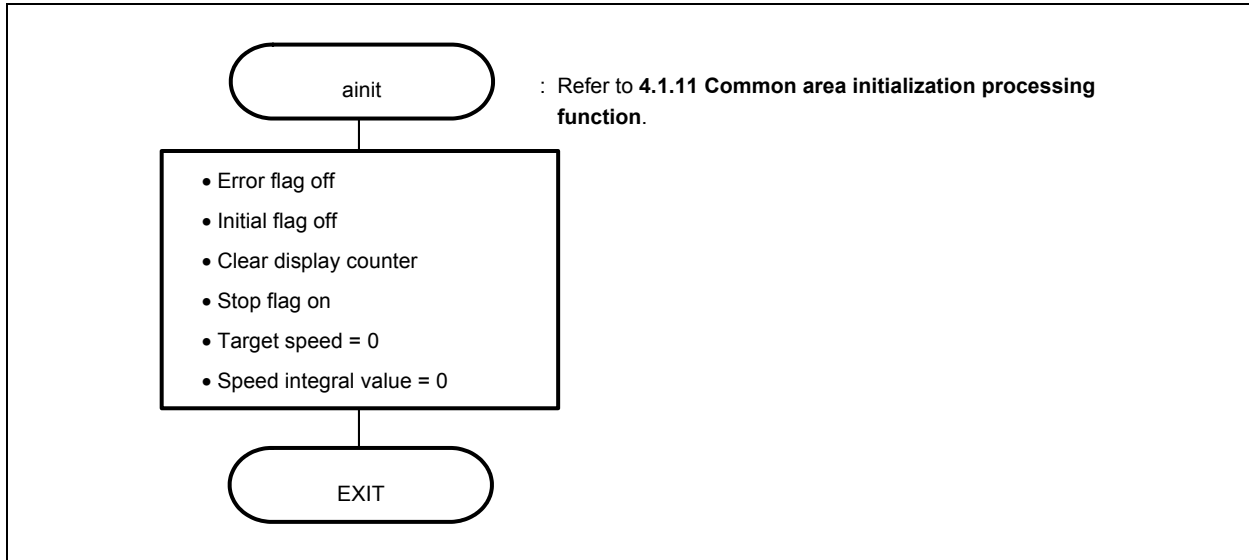 ainit
: Refer to 4.1.11 Common area initialization processing
function.
• Error flag off
• Initial flag off
• Clear display counter
• Stop flag on
• Target speed = 0
• Speed integral value = 0
EXIT